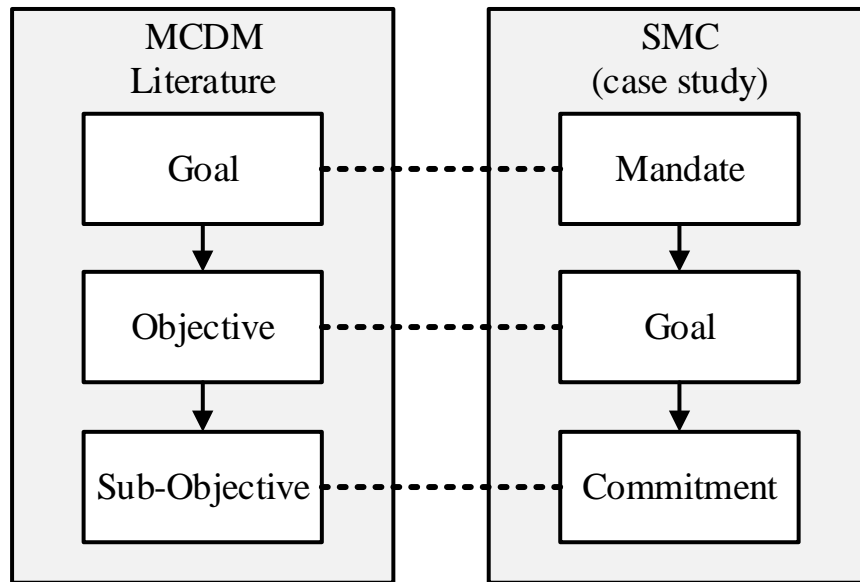 MCDM
Literature
Goal
Objective
Sub-Objective
SMC
(case study)
Mandate
Goal
Commitment